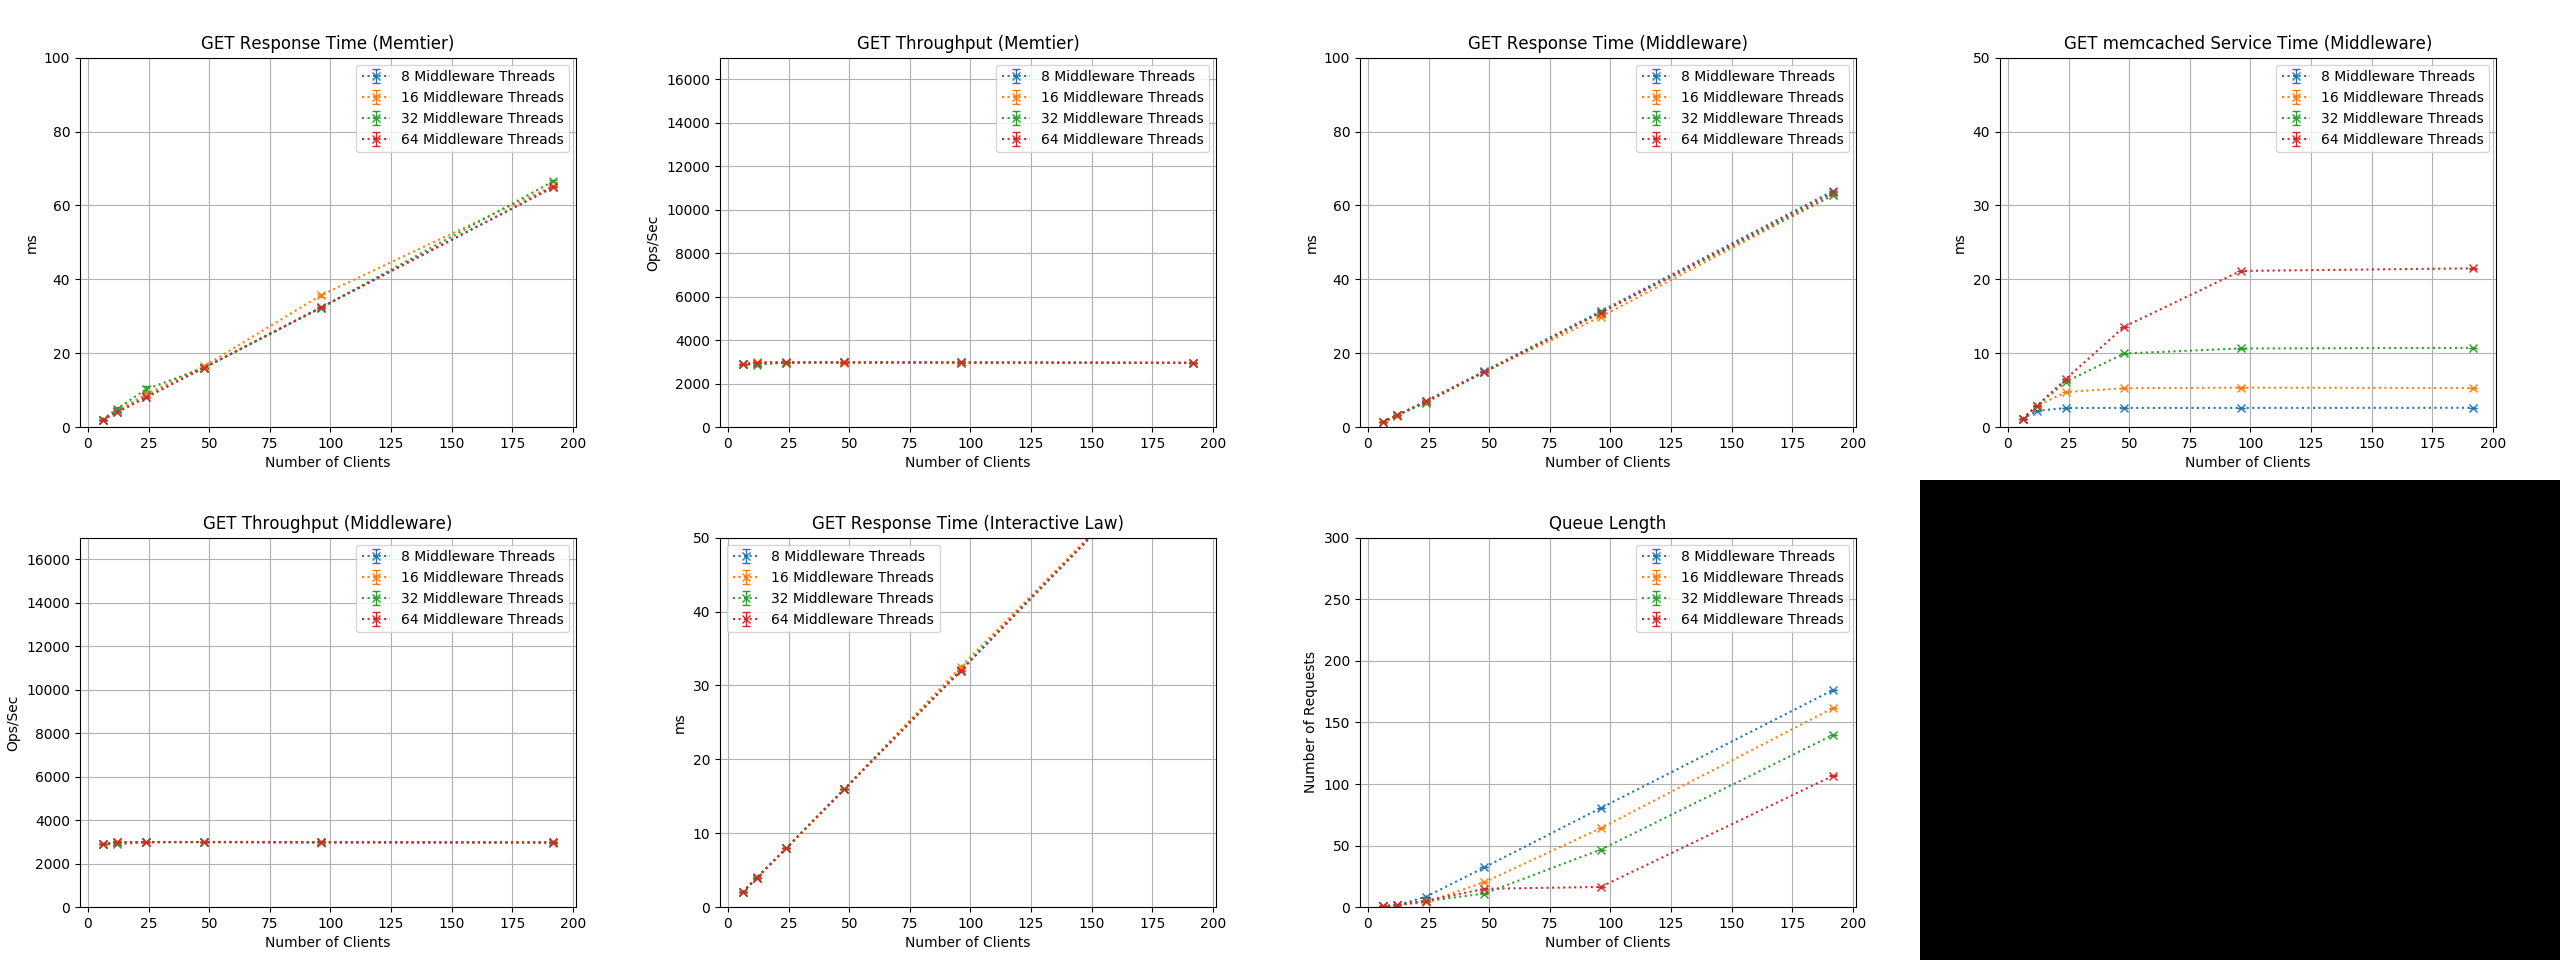 GET Response Time (Memtier)
100
80
60
40
20
0
ms
0 25 50 75 100 125 150 175 200
Number of Clients
8 Middleware Threads
16 Middleware Threads
32 Middleware Threads
64 Middleware Threads
GET Throughput (Memtier)
16000
14000
12000
10000
8000
6000
4000
2000
0
Ops/Sec
0 25 50 75 100 125 150 175 200
Number of Clients
8 Middleware Threads
16 Middleware Threads
32 Middleware Threads
64 Middleware Threads
GET Response Time (Middleware)
100
80
60
40
20
0
ms
0 25 50 75 100 125 150 175 200
Number of Clients
8 Middleware Threads
16 Middleware Threads
32 Middleware Threads
64 Middleware Threads
GET memcached Service Time (Middleware)
50
40
30
20
10
0
ms
0 25 50 75 100 125 150 175 200
Number of Clients
8 Middleware Threads
16 Middleware Threads
32 Middleware Threads
64 Middleware Threads
GET Throughput (Middleware)
16000
14000
12000
10000
8000
6000
4000
2000
0
Ops/Sec
0 25 50 75 100 125 150 175 200
Number of Clients
8 Middleware Threads
16 Middleware Threads
32 Middleware Threads
64 Middleware Threads
GET Response Time (Interactive Law)
50
40
30
20
10
0
ms
0 25 50 75 100 125 150 175 200
Number of Clients
8 Middleware Threads
16 Middleware Threads
32 Middleware Threads
64 Middleware Threads
Queue Length
300
250
200
150
100
50
0
Number of Requests
0 25 50 75 100 125 150 175 200
Number of Clients
8 Middleware Threads
16 Middleware Threads
32 Middleware Threads
64 Middleware Threads